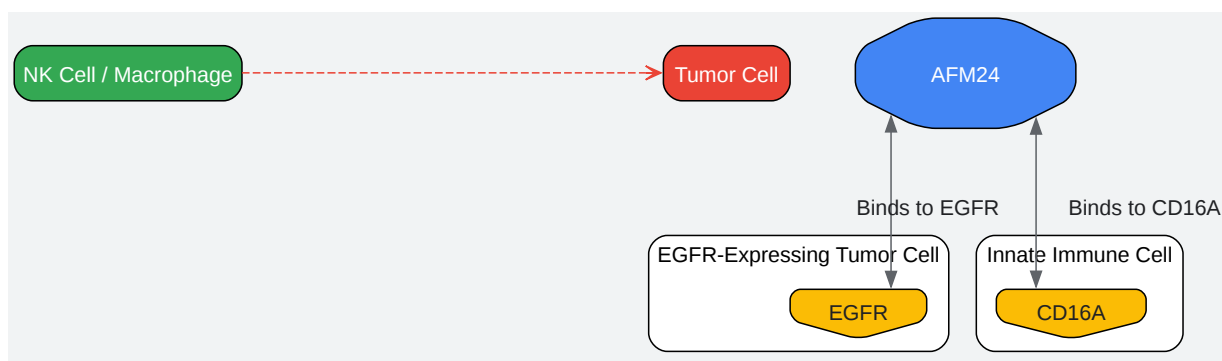 NK Cell / Macrophage
Tumor Cell
AFM24
Binds to EGFR
Binds to CD16A
EGFR-Expressing Tumor Cell
Innate Immune Cell
EGFR
CD16A